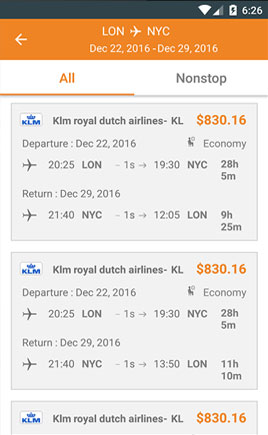 6:26
LON NYC
Dec 22, 2016 - Dec 29, 2016
All Nonstop
KLM Klm royal dutch airlines- KL $830.16
Departure : Dec 22, 2016 Economy
20:25 LON - 1s → 19:30 NYC 28h 5m
Return : Dec 29, 2016
21:40 NYC - 1s → 12:05 LON 9h 25m
KLM Klm royal dutch airlines- KL $830.16
Departure : Dec 22, 2016 Economy
20:25 LON - 1s → 19:30 NYC 28h 5m
Return : Dec 29, 2016
21:40 NYC - 1s → 13:50 LON 11h 10m
KLM Klm royal dutch airlines- KL $830.16